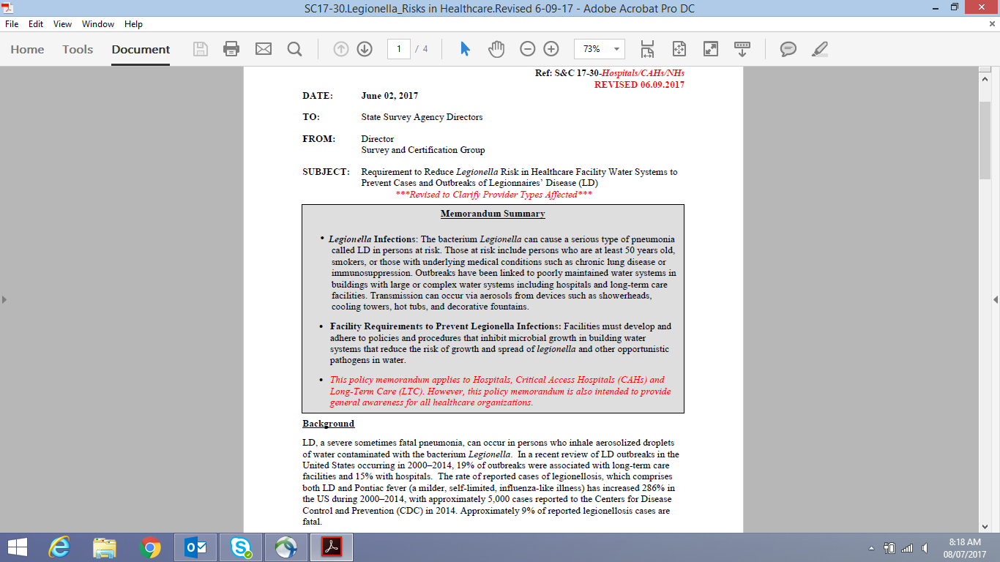 SC17-30.Legionella_Risks in Healthcare.Revised 6-09-17 - Adobe Acrobat Pro DC
File Edit View Window Help
Home Tools Document 1 / 4 73%
Ref: S&C 17-30-Hospitals/CAHs/NHs
REVISED 06.09.2017
DATE: June 02, 2017
TO: State Survey Agency Directors
FROM: Director
Survey and Certification Group
SUBJECT: Requirement to Reduce Legionella Risk in Healthcare Facility Water Systems to
Prevent Cases and Outbreaks of Legionnaires' Disease (LD)
***Revised to Clarify Provider Types Affected***
Memorandum Summary
• Legionella Infections: The bacterium Legionella can cause a serious type of pneumonia
called LD in persons at risk. Those at risk include persons who are at least 50 years old,
smokers, or those with underlying medical conditions such as chronic lung disease or
immunosuppression. Outbreaks have been linked to poorly maintained water systems in
buildings with large or complex water systems including hospitals and long-term care
facilities. Transmission can occur via aerosols from devices such as showerheads,
cooling towers, hot tubs, and decorative fountains.
• Facility Requirements to Prevent Legionella Infections: Facilities must develop and
adhere to policies and procedures that inhibit microbial growth in building water
systems that reduce the risk of growth and spread of legionella and other opportunistic
pathogens in water.
• This policy memorandum applies to Hospitals, Critical Access Hospitals (CAHs) and
Long-Term Care (LTC). However, this policy memorandum is also intended to provide
general awareness for all healthcare organizations.
Background
LD, a severe sometimes fatal pneumonia, can occur in persons who inhale aerosolized droplets
of water contaminated with the bacterium Legionella. In a recent review of LD outbreaks in the
United States occurring in 2000–2014, 19% of outbreaks were associated with long-term care
facilities and 15% with hospitals. The rate of reported cases of legionellosis, which comprises
both LD and Pontiac fever (a milder, self-limited, influenza-like illness) has increased 286% in
the US during 2000–2014, with approximately 5,000 cases reported to the Centers for Disease
Control and Prevention (CDC) in 2014. Approximately 9% of reported legionellosis cases are
fatal.
8:18 AM
08/07/2017